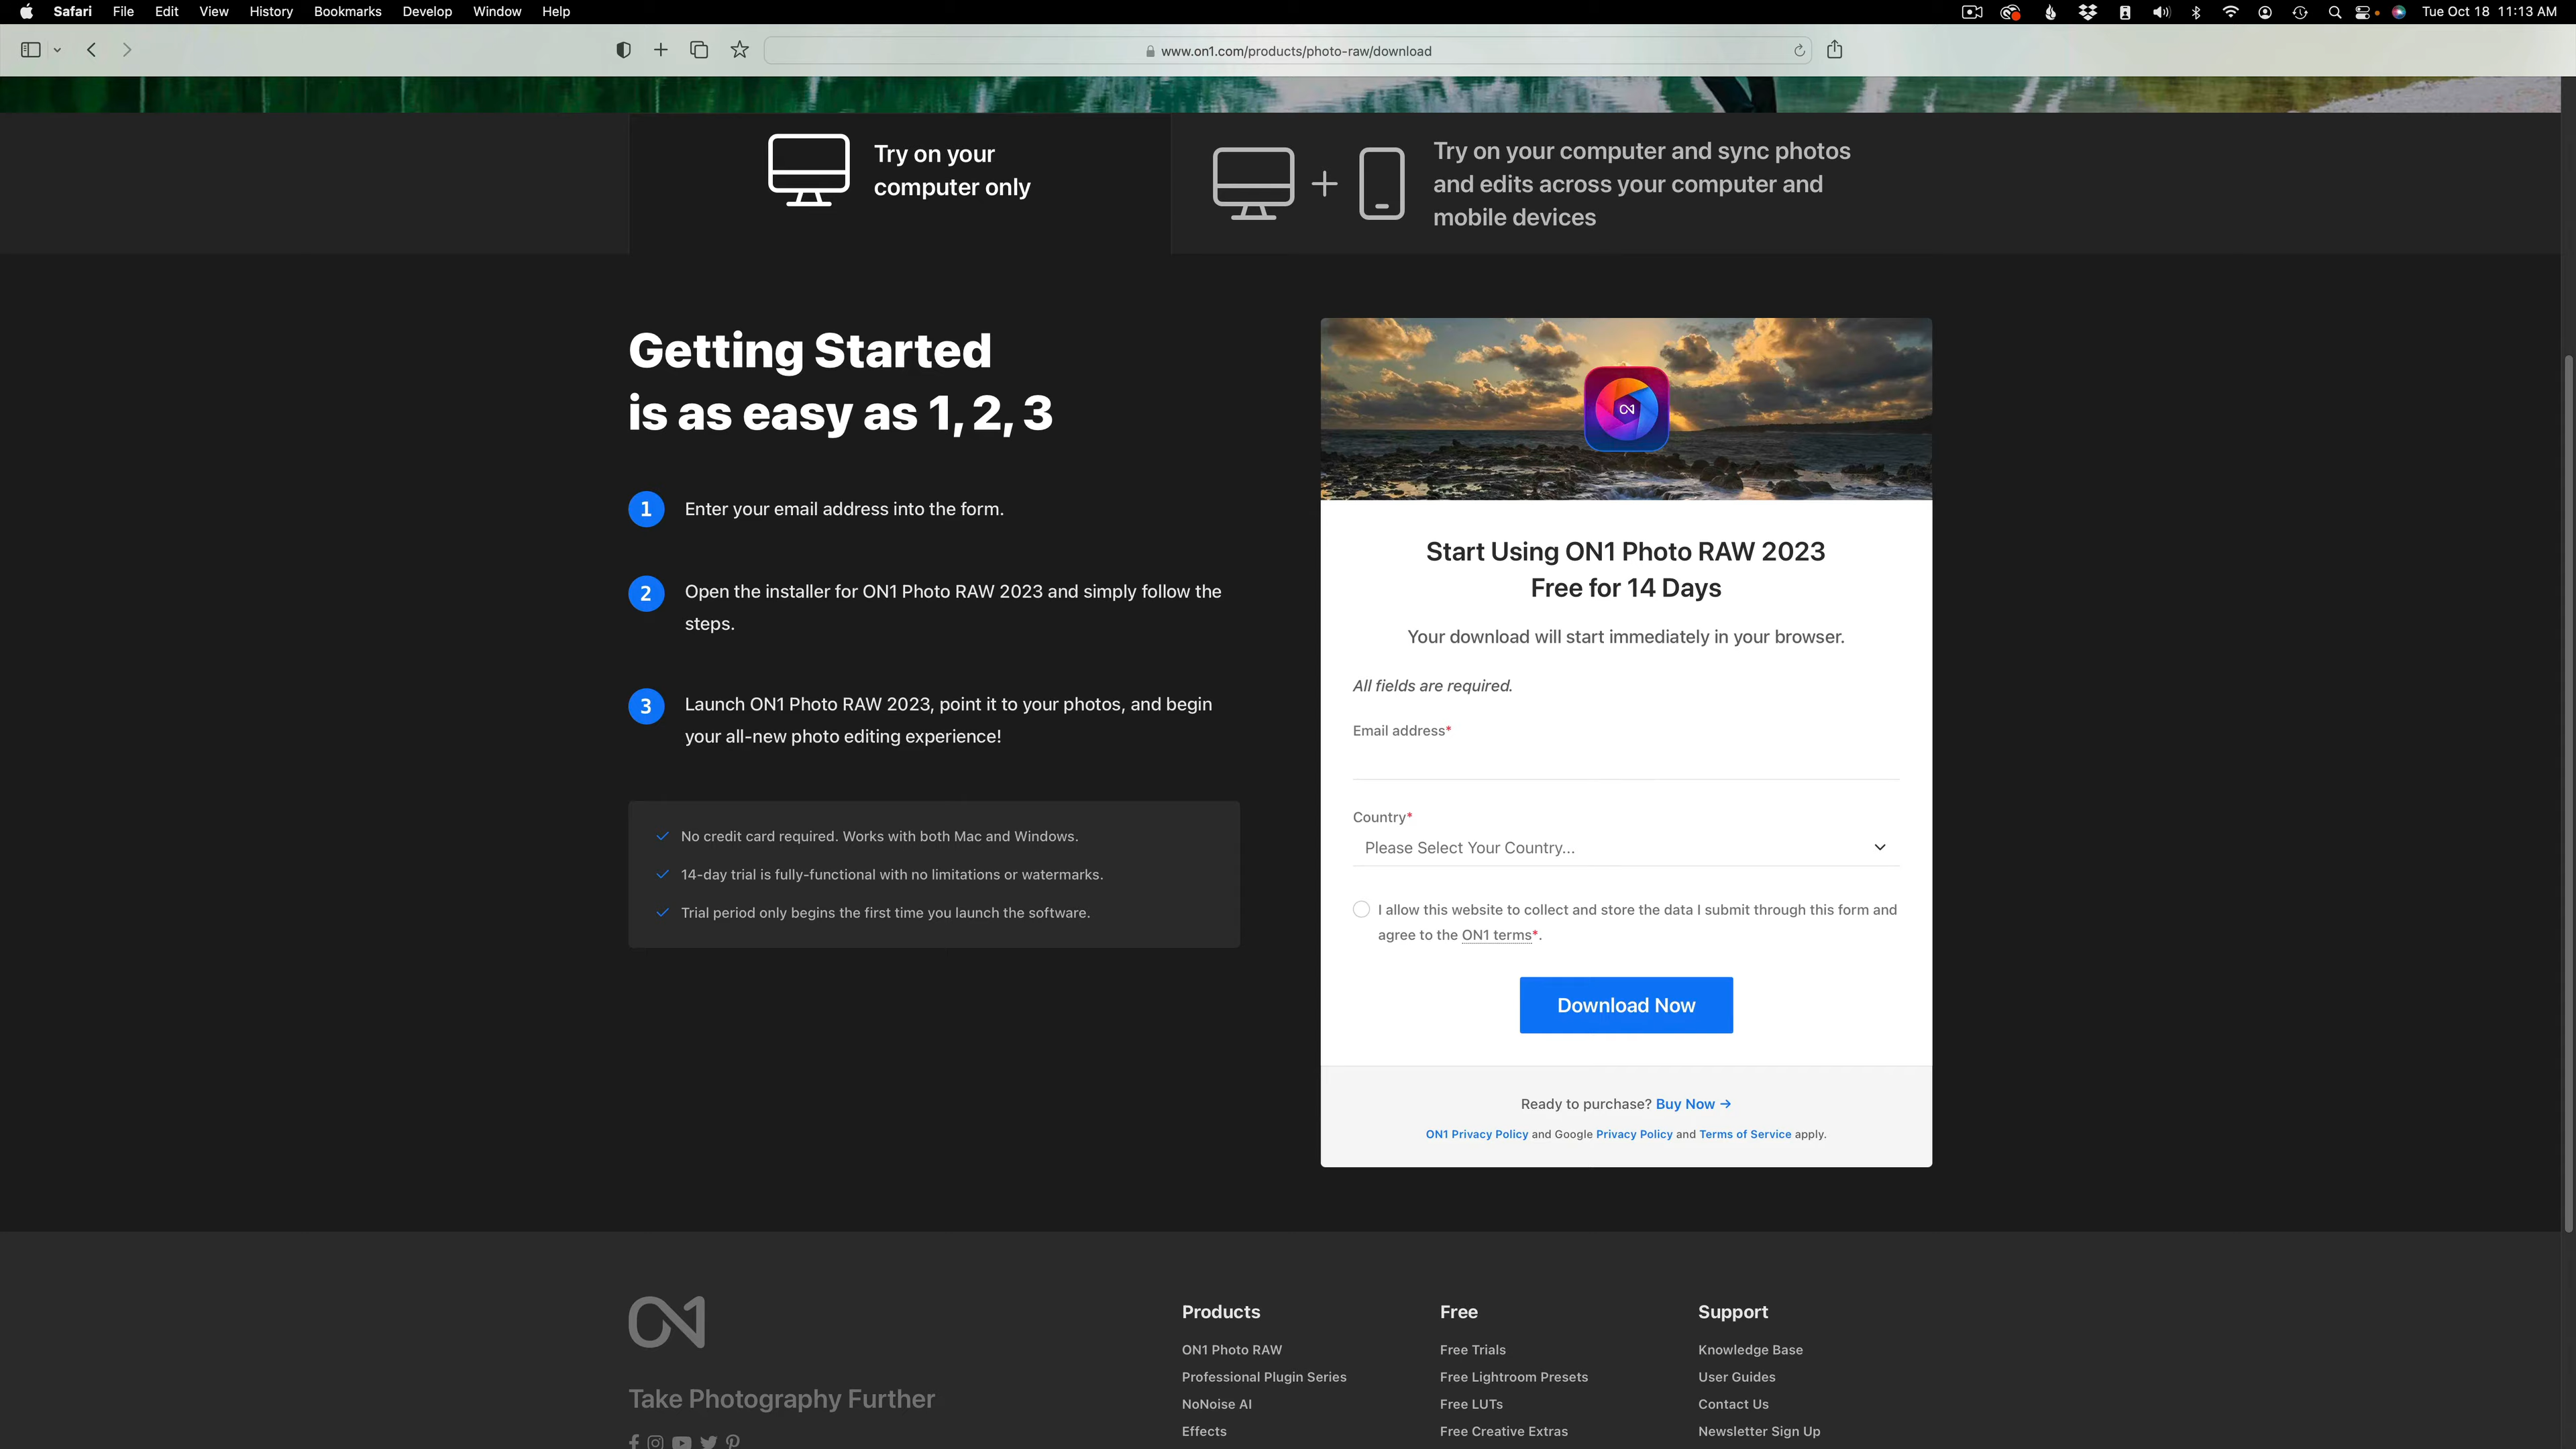 Safari File Edit View History Bookmarks Develop Window Help
Tue Oct 18 11:13 AM
www.on1.com/products/photo-raw/download
Try on your
computer only
Try on your computer and sync photos
and edits across your computer and
mobile devices
Getting Started
is as easy as 1, 2, 3
1 Enter your email address into the form.
2 Open the installer for ON1 Photo RAW 2023 and simply follow the
steps.
3 Launch ON1 Photo RAW 2023, point it to your photos, and begin
your all-new photo editing experience!
No credit card required. Works with both Mac and Windows.
14-day trial is fully-functional with no limitations or watermarks.
Trial period only begins the first time you launch the software.
ON1
Start Using ON1 Photo RAW 2023
Free for 14 Days
Your download will start immediately in your browser.
All fields are required.
Email address*
Country*
Please Select Your Country...
I allow this website to collect and store the data I submit through this form and
agree to the ON1 terms*.
Download Now
Ready to purchase? Buy Now →
ON1 Privacy Policy and Google Privacy Policy and Terms of Service apply.
ON1
Take Photography Further
Products
ON1 Photo RAW
Professional Plugin Series
NoNoise AI
Effects
Free
Free Trials
Free Lightroom Presets
Free LUTs
Free Creative Extras
Support
Knowledge Base
User Guides
Contact Us
Newsletter Sign Up